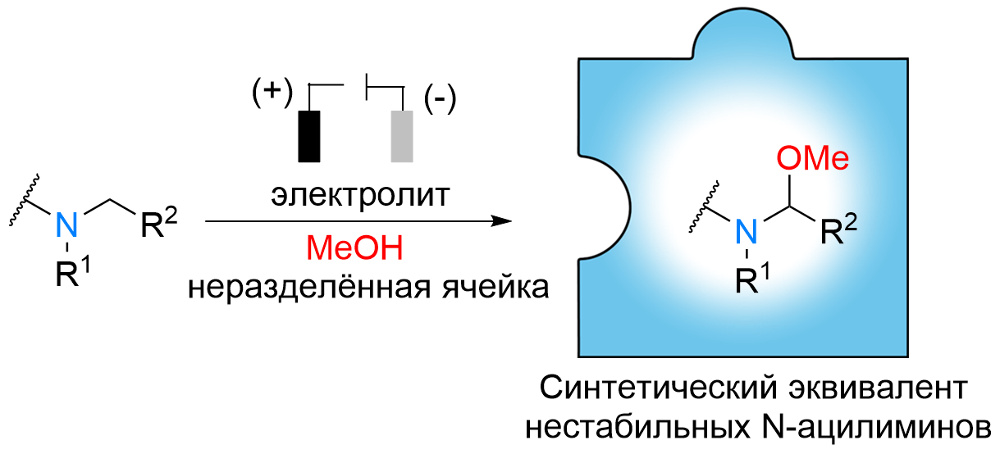 (+)
(-)
электролит
MeOH
неразделённая ячейка
N
R1
R2
OMe
N
R1
R2
Синтетический эквивалент
нестабильных N-ацилиминов